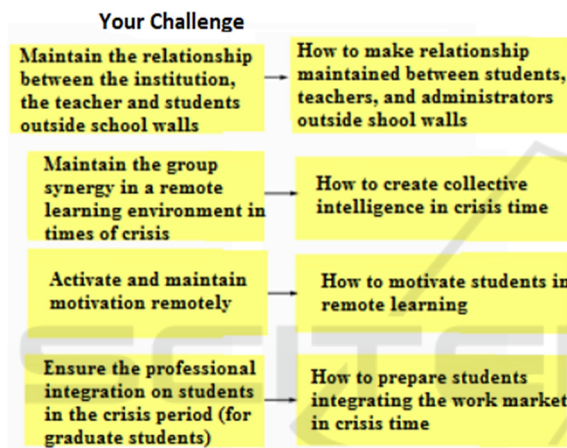 Your Challenge
Maintain the relationship
between the institution,
the teacher and students
outside school walls
How to make relationship
maintained between students,
teachers, and administrators
outside shool walls
Maintain the group
synergy in a remote
learning environment in
times of crisis
How to create collective
intelligence in crisis time
Activate and maintain
motivation remotely
How to motivate students in
remote learning
Ensure the professional
integration on students
in the crisis period (for
graduate students)
How to prepare students
integrating the work market
in crisis time